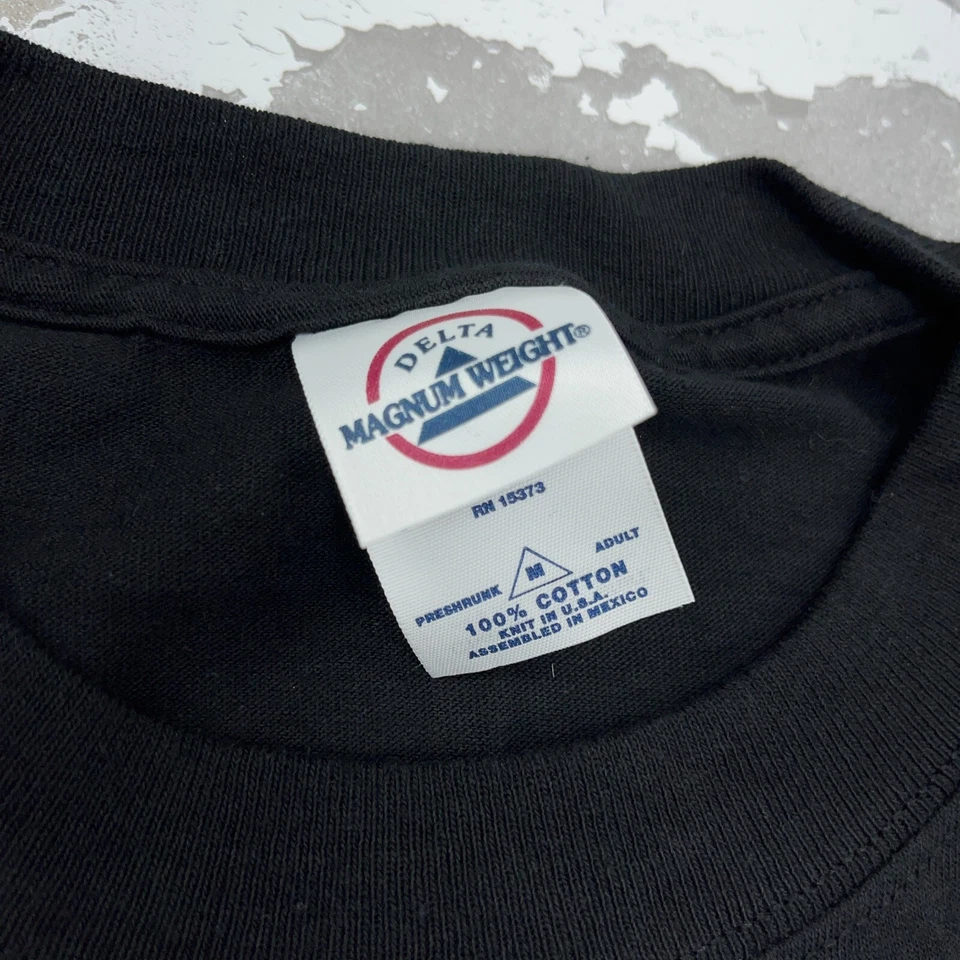 DELTA
MAGNUM WEIGHT®
RN 15373
PRESHRUNK M ADULT
100% COTTON
KNIT IN U.S.A.
ASSEMBLED IN MEXICO